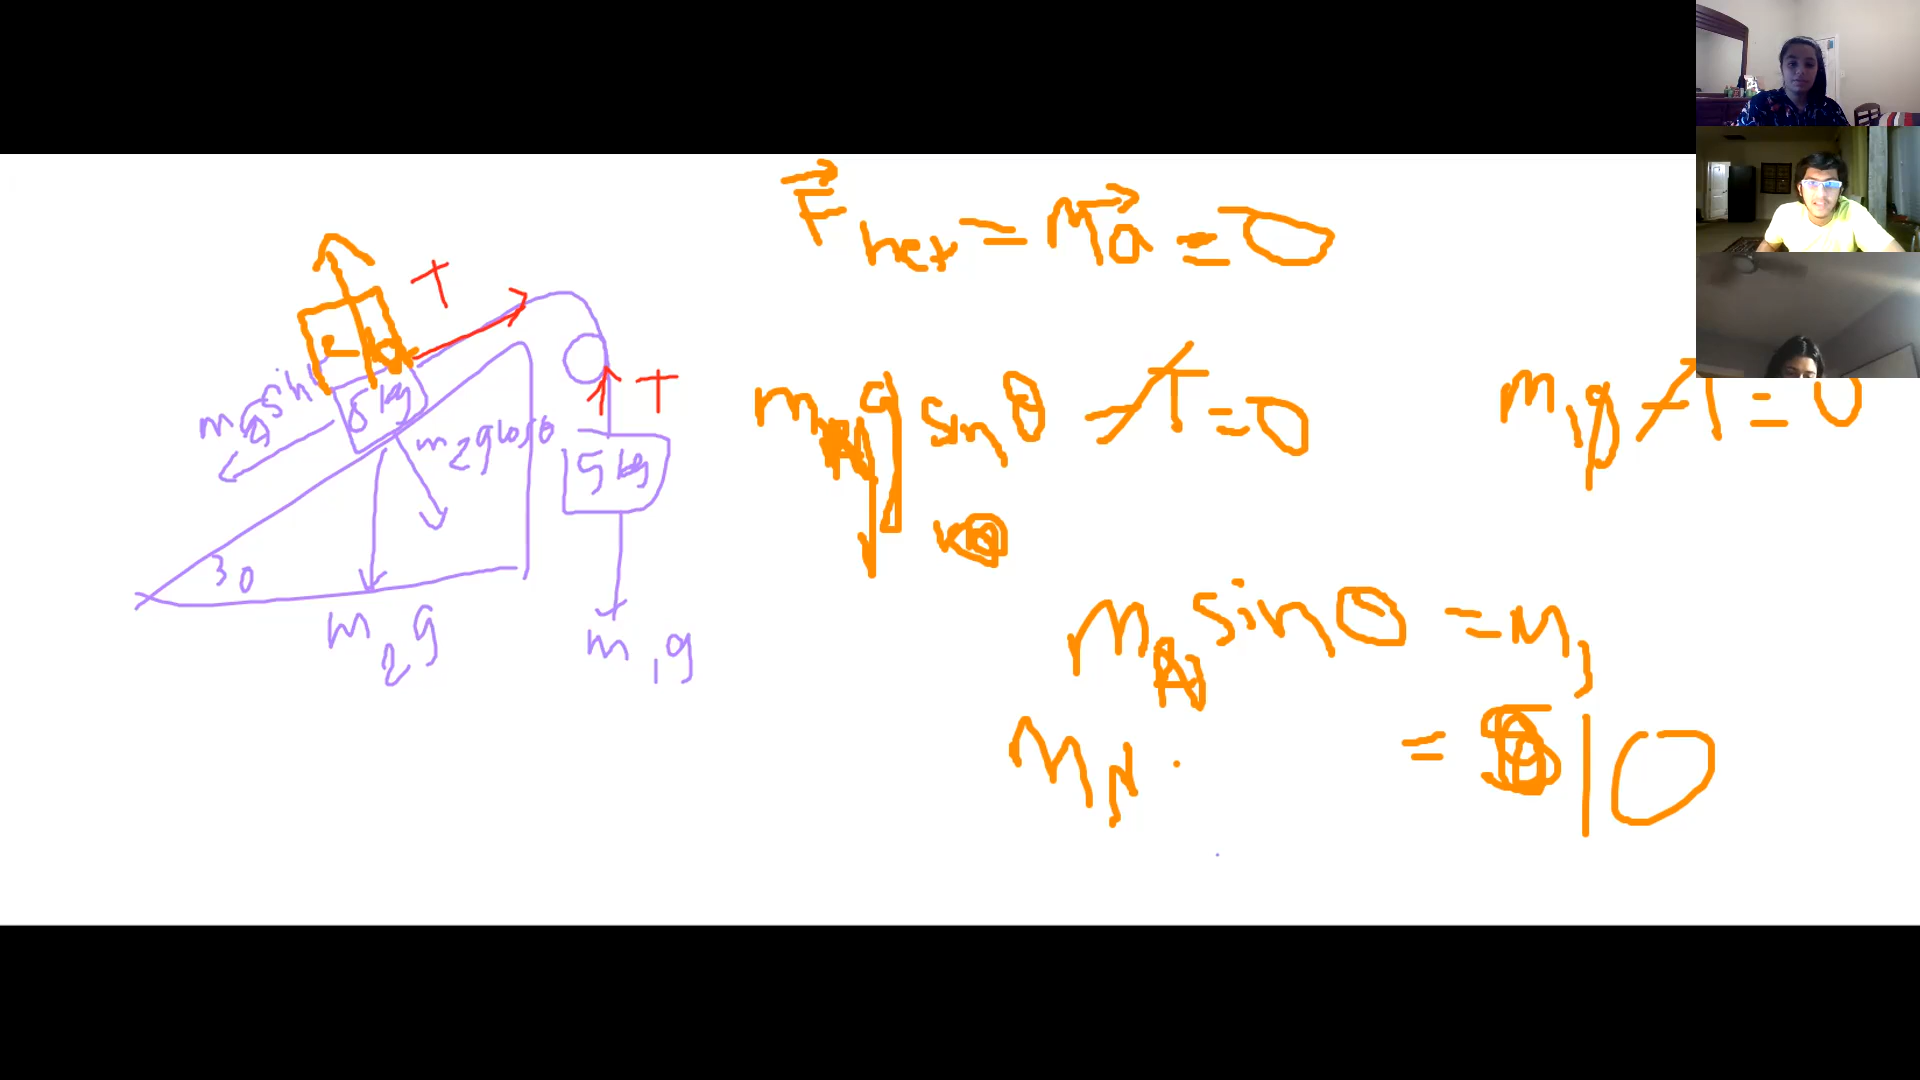 F net = ma = 0
T
m2g sin
5 kg
m2g cosθ
T
5 kg
30
m2g
m1g
g sinθ - T = 0
m1g - T = 0
sinθ = m1
= 10